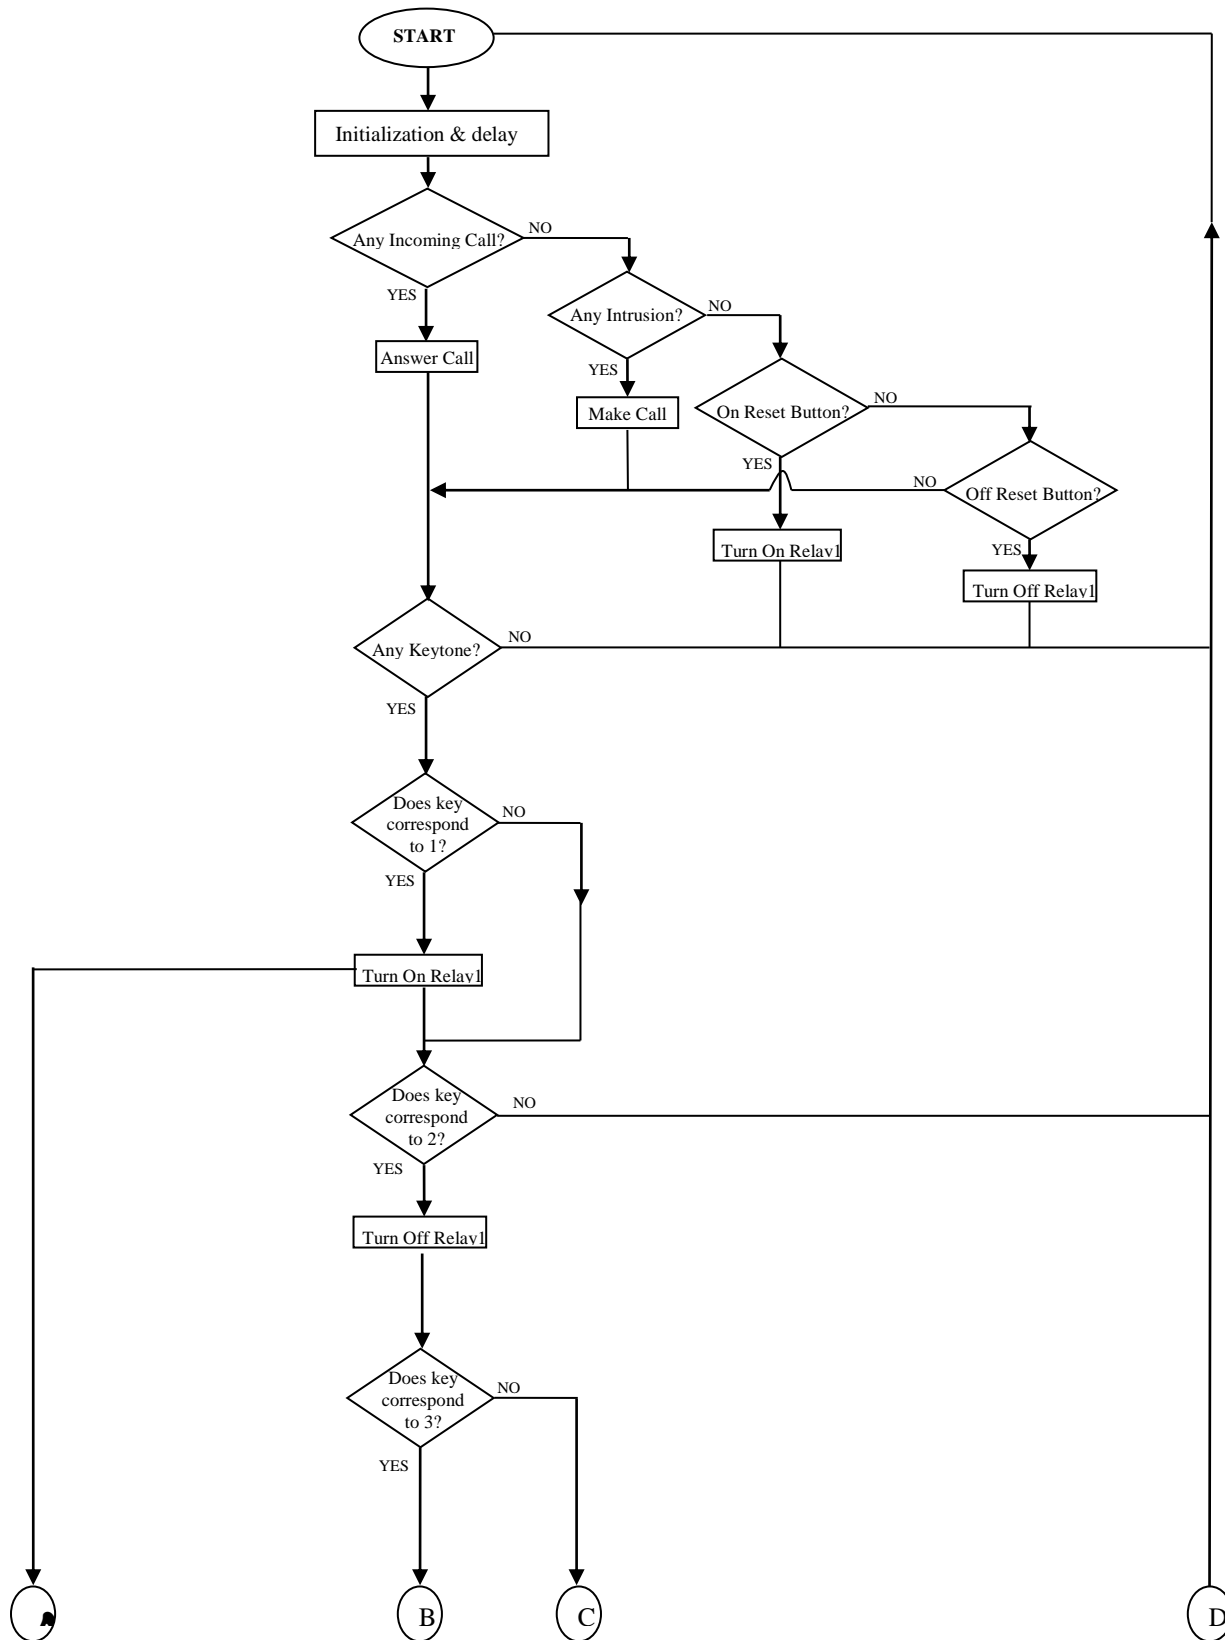 START
Initialization & delay
Any Incoming Call?
NO
YES
Any Intrusion?
NO
Answer Call
YES
Make Call
On Reset Button?
NO
YES
NO
Off Reset Button?
Turn On Relay1
YES
Turn Off Relay1
Any Keytone?
NO
YES
Does key
correspond
to 1?
NO
YES
Turn On Relay1
Does key
correspond
to 2?
NO
YES
Turn Off Relay1
Does key
correspond
to 3?
NO
YES
B
C
D